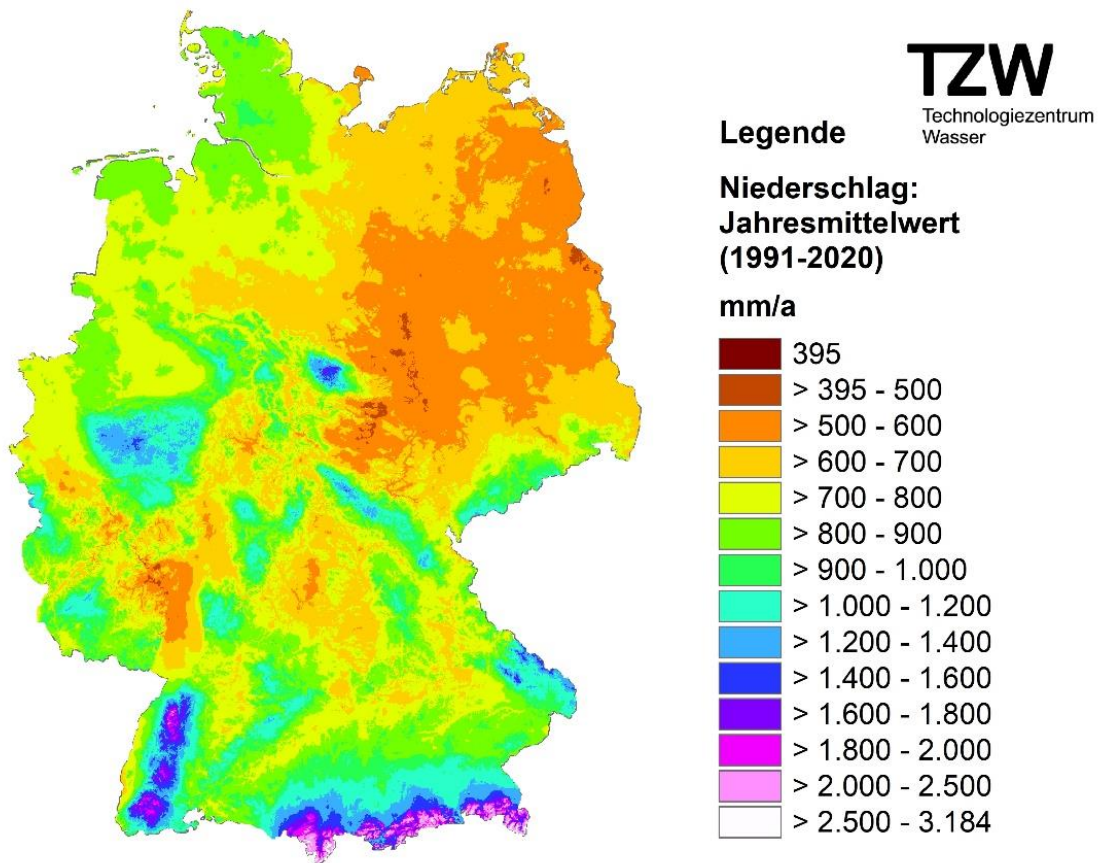 TZW
Technologiezentrum
Wasser
Legende
Niederschlag:
Jahresmittelwert
(1991-2020)
mm/a
395
> 395 - 500
> 500 - 600
> 600 - 700
> 700 - 800
> 800 - 900
> 900 - 1.000
> 1.000 - 1.200
> 1.200 - 1.400
> 1.400 - 1.600
> 1.600 - 1.800
> 1.800 - 2.000
> 2.000 - 2.500
> 2.500 - 3.184